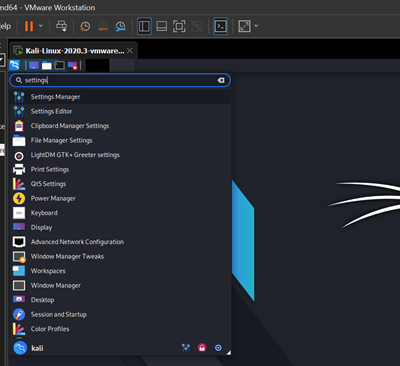 md64 - VMware Workstation
elp
Kali-Linux-2020.3-vmware...
settings
Settings Manager
Settings Editor
Clipboard Manager Settings
File Manager Settings
LightDM GTK+ Greeter settings
Print Settings
Qt5 Settings
Power Manager
Keyboard
Display
Advanced Network Configuration
Window Manager Tweaks
Workspaces
Window Manager
Desktop
Session and Startup
Color Profiles
kali